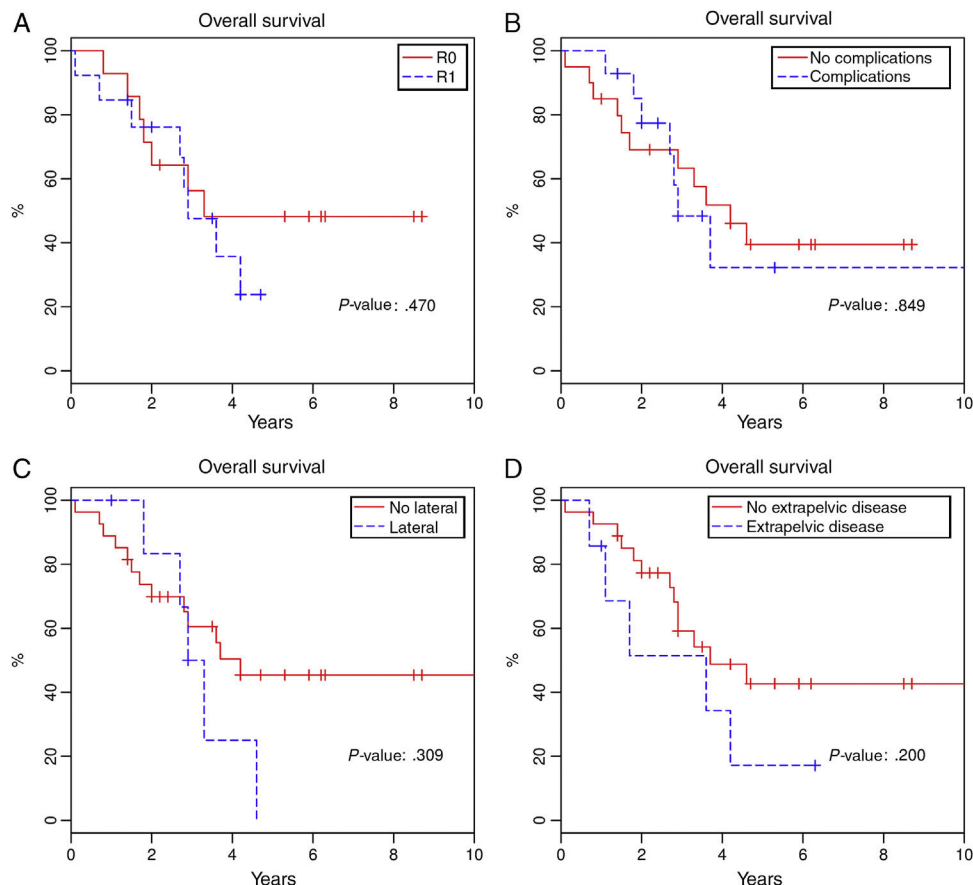 A
Overall survival
R0
R1
100
80
60
40
20
0
%
P-value: .470
0 2 4 6 8 10
Years
B
Overall survival
No complications
Complications
100
80
60
40
20
0
%
P-value: .849
0 2 4 6 8 10
Years
C
Overall survival
No lateral
Lateral
100
80
60
40
20
0
%
P-value: .309
0 2 4 6 8 10
Years
D
Overall survival
No extrapelvic disease
Extrapelvic disease
100
80
60
40
20
0
%
P-value: .200
0 2 4 6 8 10
Years